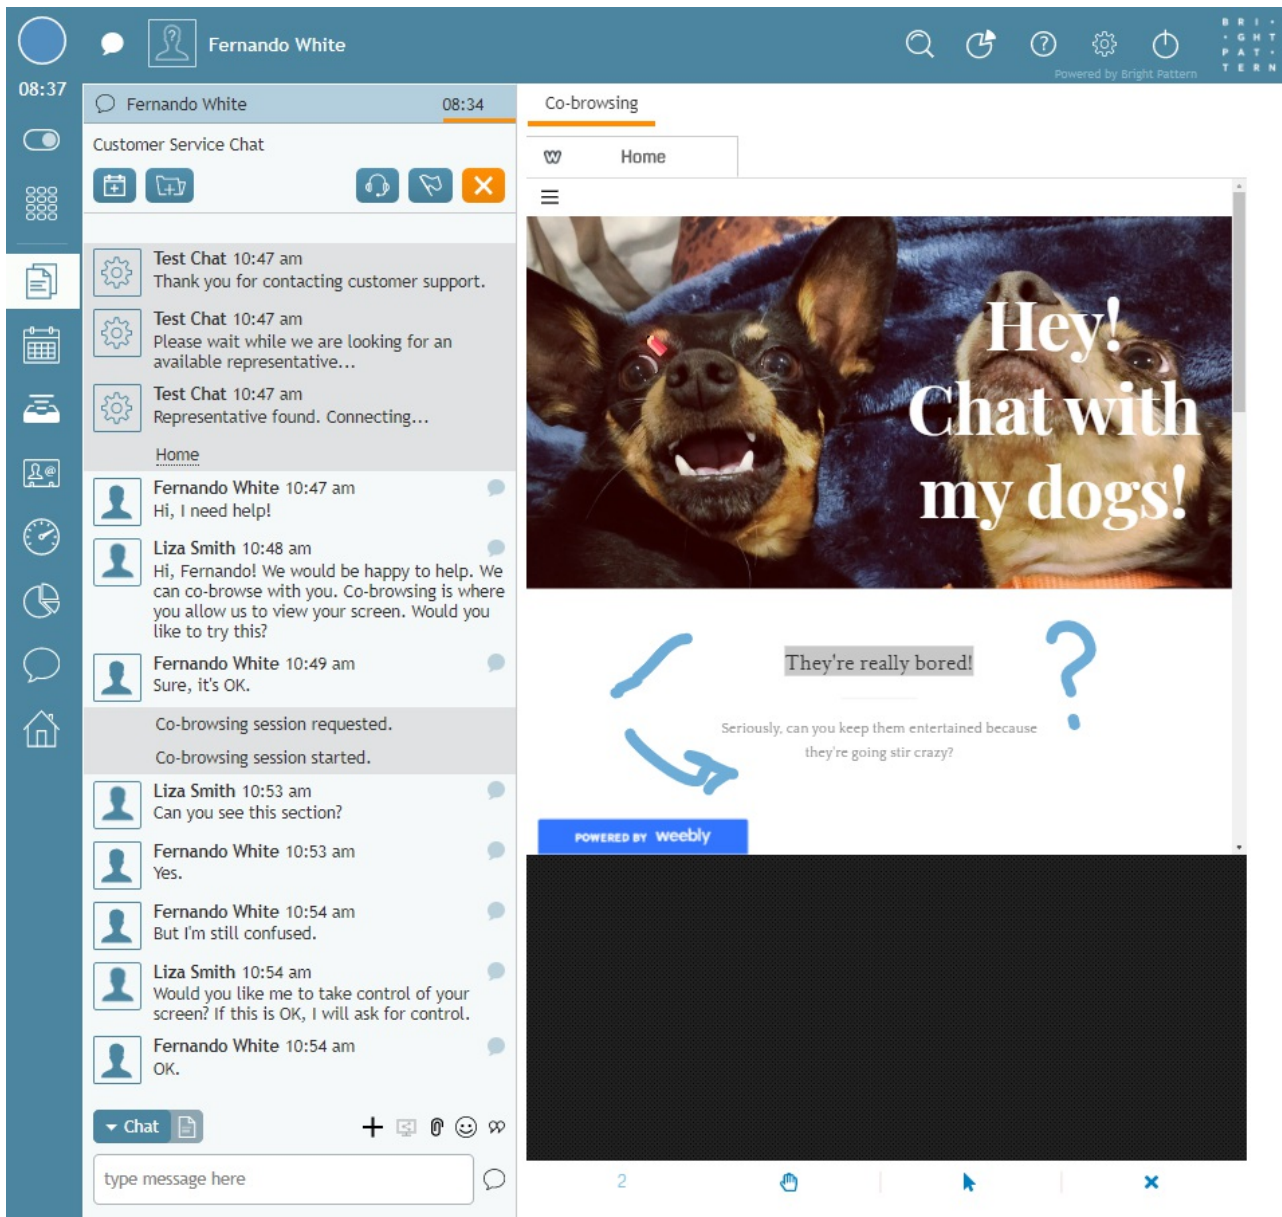 Fernando White
Powered by Bright Pattern
BRI
GHT
PAT
TERN
08:37
Fernando White 08:34
Customer Service Chat
Test Chat 10:47 am
Thank you for contacting customer support.
Test Chat 10:47 am
Please wait while we are looking for an
available representative...
Test Chat 10:47 am
Representative found. Connecting...
Home
Fernando White 10:47 am
Hi, I need help!
Liza Smith 10:48 am
Hi, Fernando! We would be happy to help. We
can co-browse with you. Co-browsing is where
you allow us to view your screen. Would you
like to try this?
Fernando White 10:49 am
Sure, it's OK.
Co-browsing session requested.
Co-browsing session started.
Liza Smith 10:53 am
Can you see this section?
Fernando White 10:53 am
Yes.
Fernando White 10:54 am
But I'm still confused.
Liza Smith 10:54 am
Would you like me to take control of your
screen? If this is OK, I will ask for control.
Fernando White 10:54 am
OK.
Chat
type message here
Co-browsing
Home
Hey!
Chat with
my dogs!
They're really bored!
?
Seriously, can you keep them entertained because
they're going stir crazy?
POWERED BY weebly
2